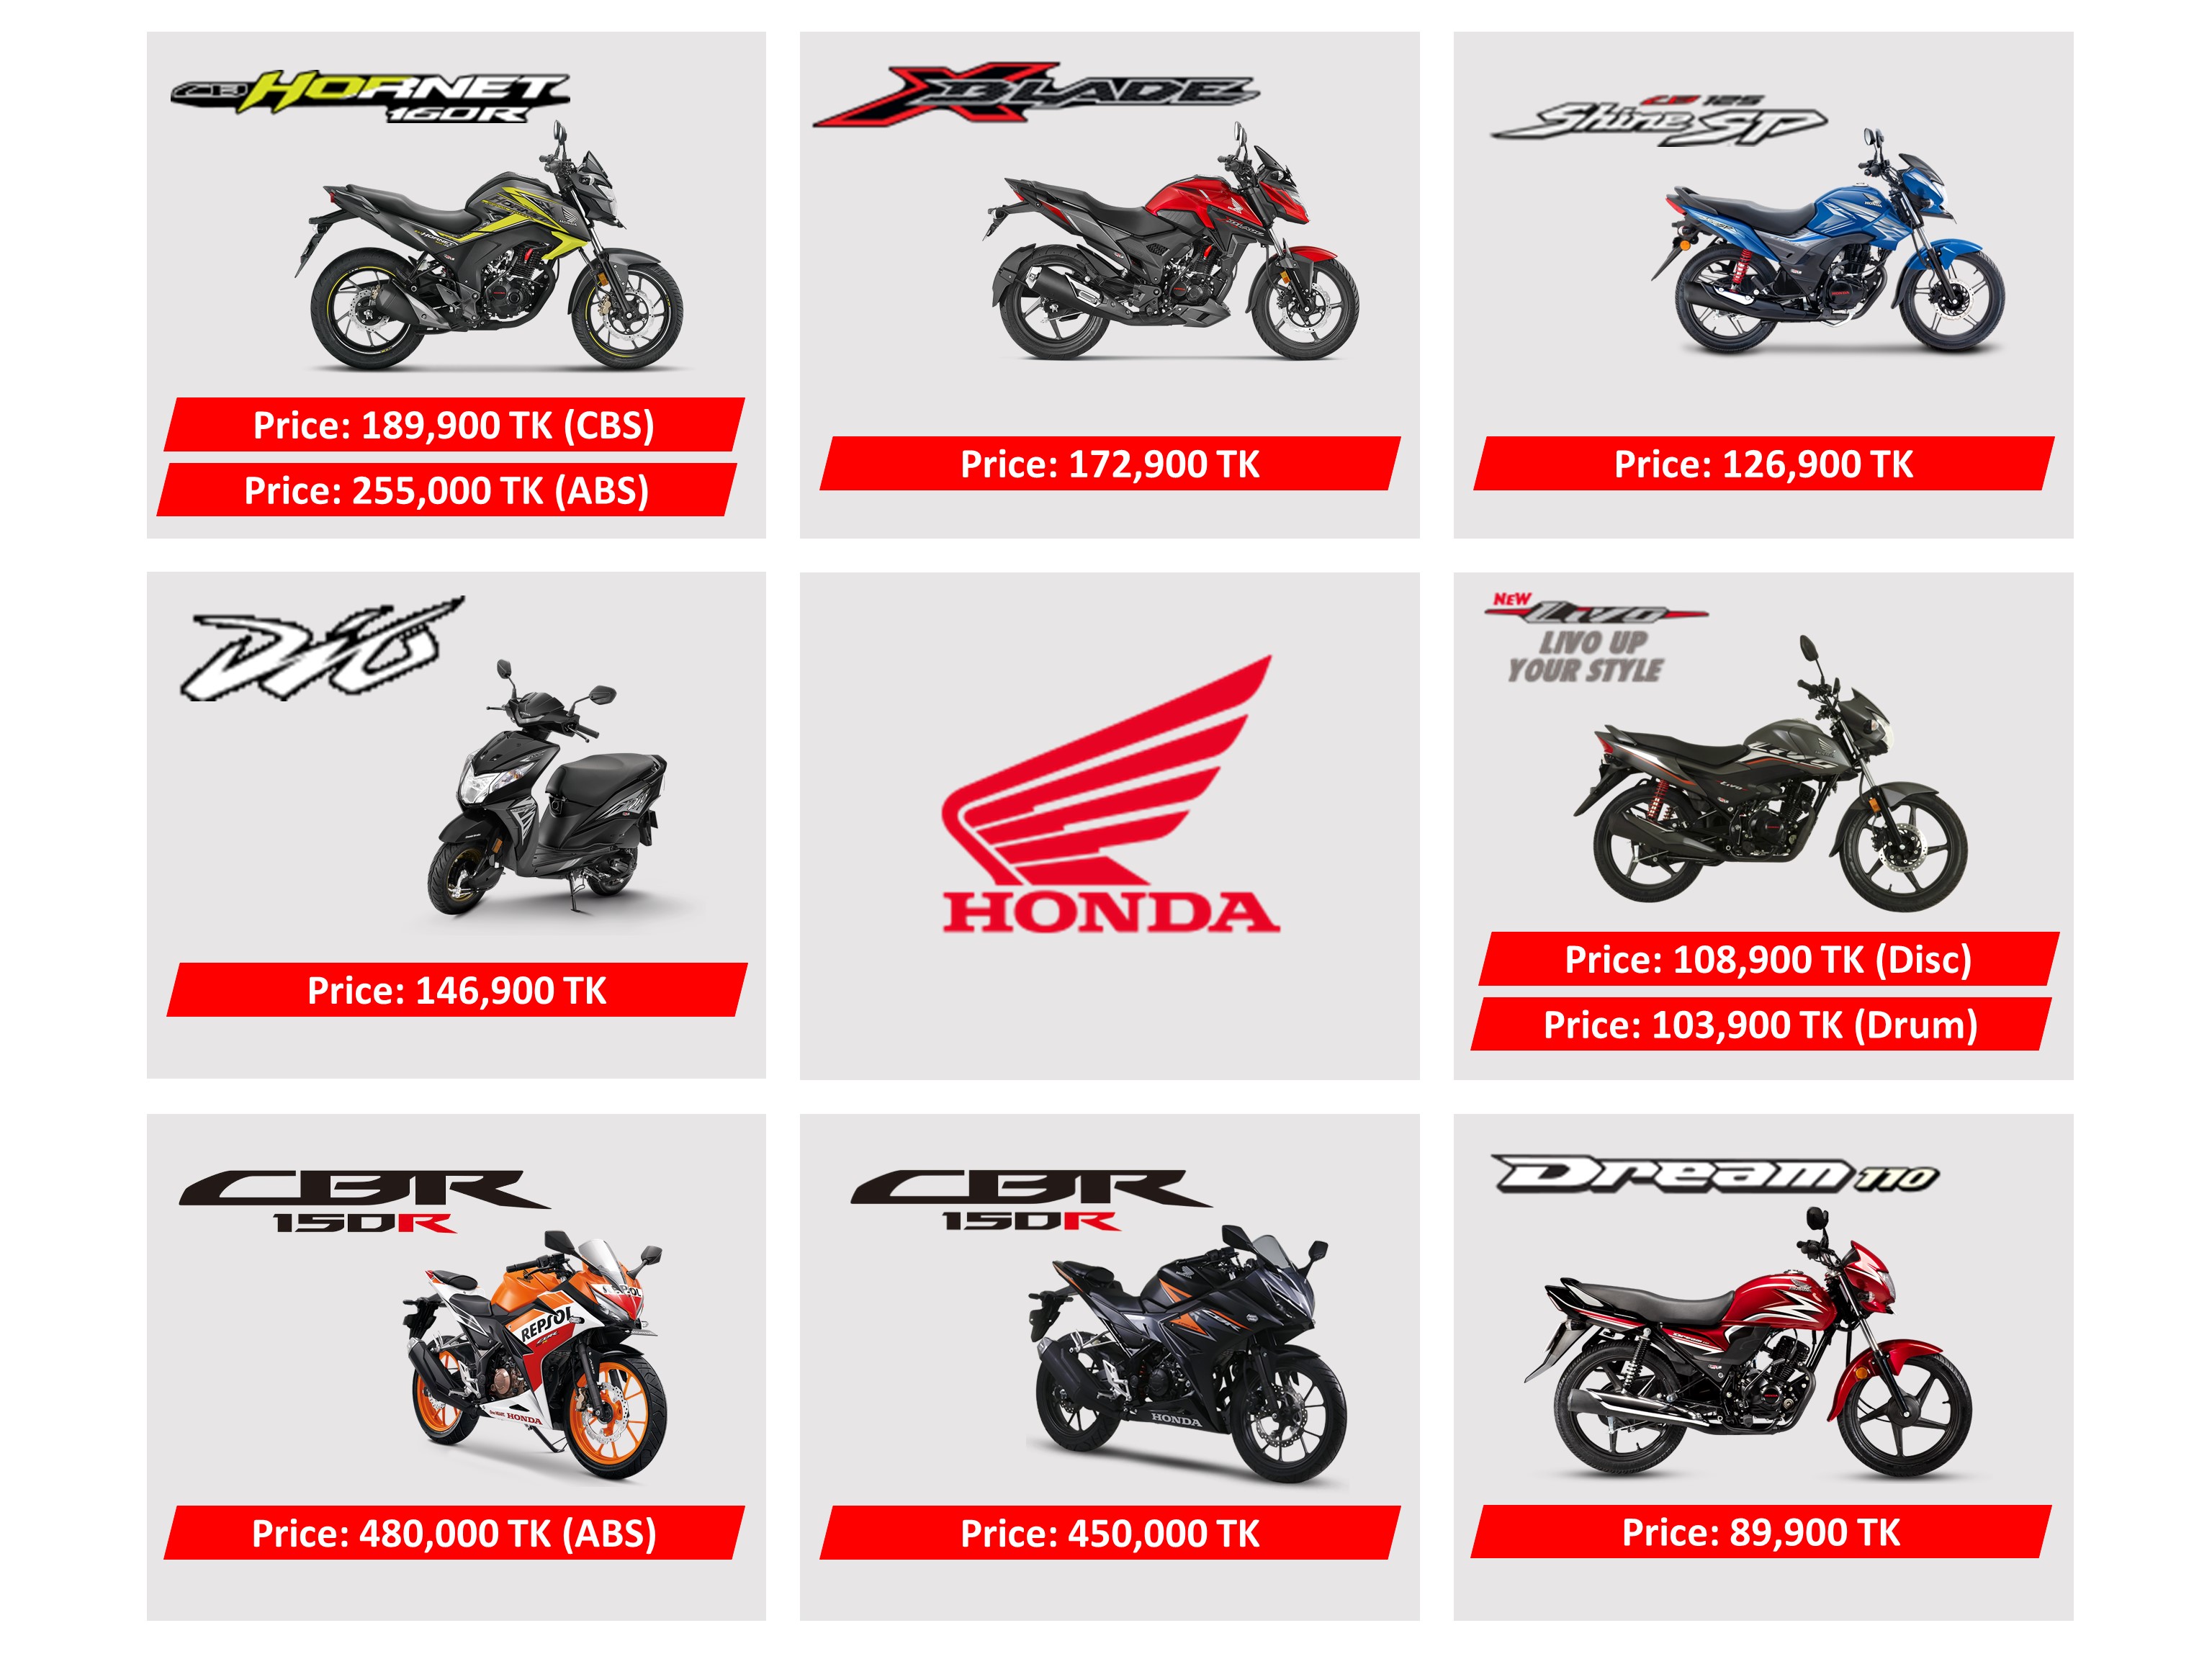 CB HORNET
160R
Price: 189,900 TK (CBS)
Price: 255,000 TK (ABS)
XBLADE
Price: 172,900 TK
CB 125
Shine SP
Price: 126,900 TK
Dio
Price: 146,900 TK
HONDA
NEW
Livo
LIVO UP
YOUR STYLE
Price: 108,900 TK (Disc)
Price: 103,900 TK (Drum)
CBR
150R
REPSOL
HONDA
Price: 480,000 TK (ABS)
CBR
150R
HONDA
Price: 450,000 TK
Dream 110
Price: 89,900 TK